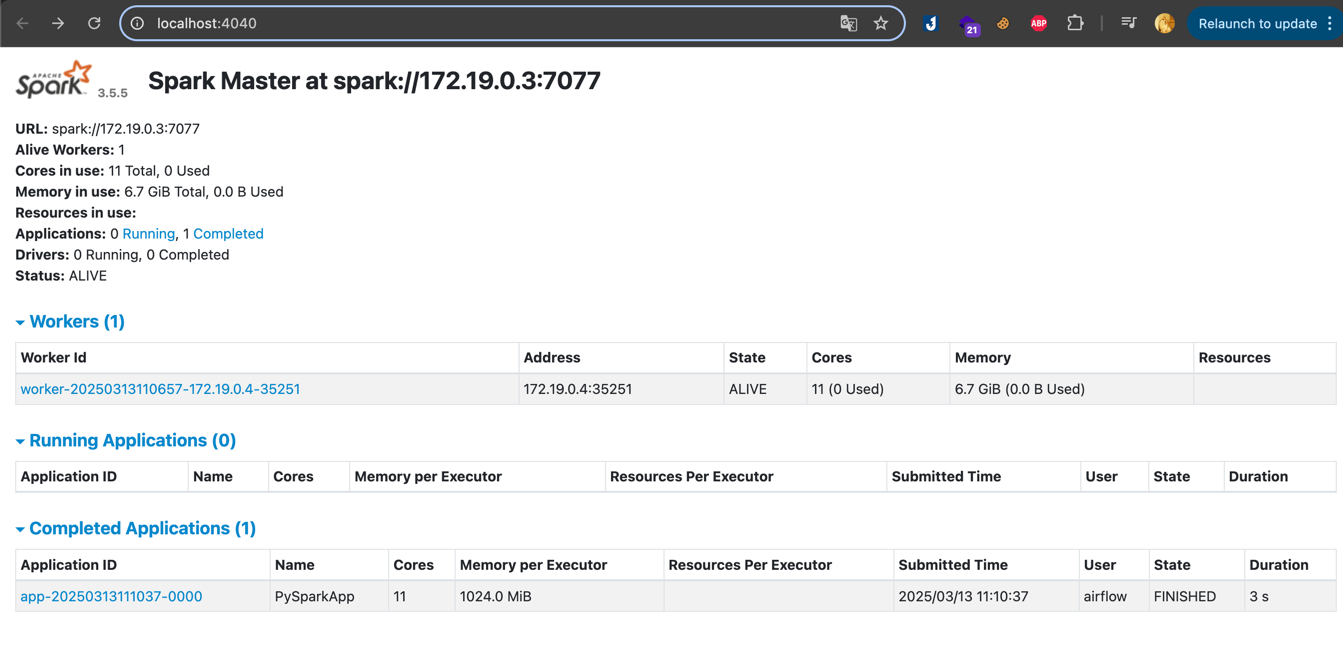 localhost:4040
21
ABP
Relaunch to update
APACHE
Spark 3.5.5
Spark Master at spark://172.19.0.3:7077
URL: spark://172.19.0.3:7077
Alive Workers: 1
Cores in use: 11 Total, 0 Used
Memory in use: 6.7 GiB Total, 0.0 B Used
Resources in use:
Applications: 0 Running, 1 Completed
Drivers: 0 Running, 0 Completed
Status: ALIVE
Workers (1)
Worker Id Address State Cores Memory Resources
worker-20250313110657-172.19.0.4-35251 172.19.0.4:35251 ALIVE 11 (0 Used) 6.7 GiB (0.0 B Used)
Running Applications (0)
Application ID Name Cores Memory per Executor Resources Per Executor Submitted Time User State Duration
Completed Applications (1)
Application ID Name Cores Memory per Executor Resources Per Executor Submitted Time User State Duration
app-20250313111037-0000 PySparkApp 11 1024.0 MiB 2025/03/13 11:10:37 airflow FINISHED 3 s